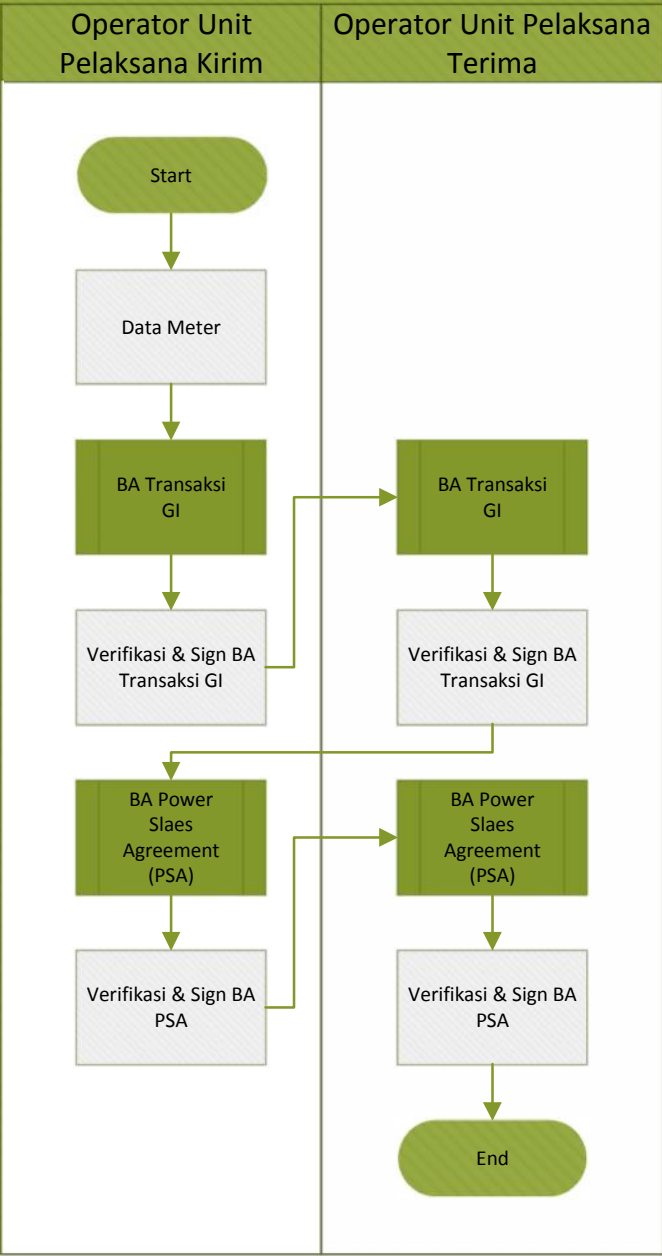 Operator Unit
Pelaksana Kirim
Operator Unit Pelaksana
Terima
Start
Data Meter
BA Transaksi
GI
BA Transaksi
GI
Verifikasi & Sign BA
Transaksi GI
Verifikasi & Sign BA
Transaksi GI
BA Power
Slaes
Agreement
(PSA)
BA Power
Slaes
Agreement
(PSA)
Verifikasi & Sign BA
PSA
Verifikasi & Sign BA
PSA
End